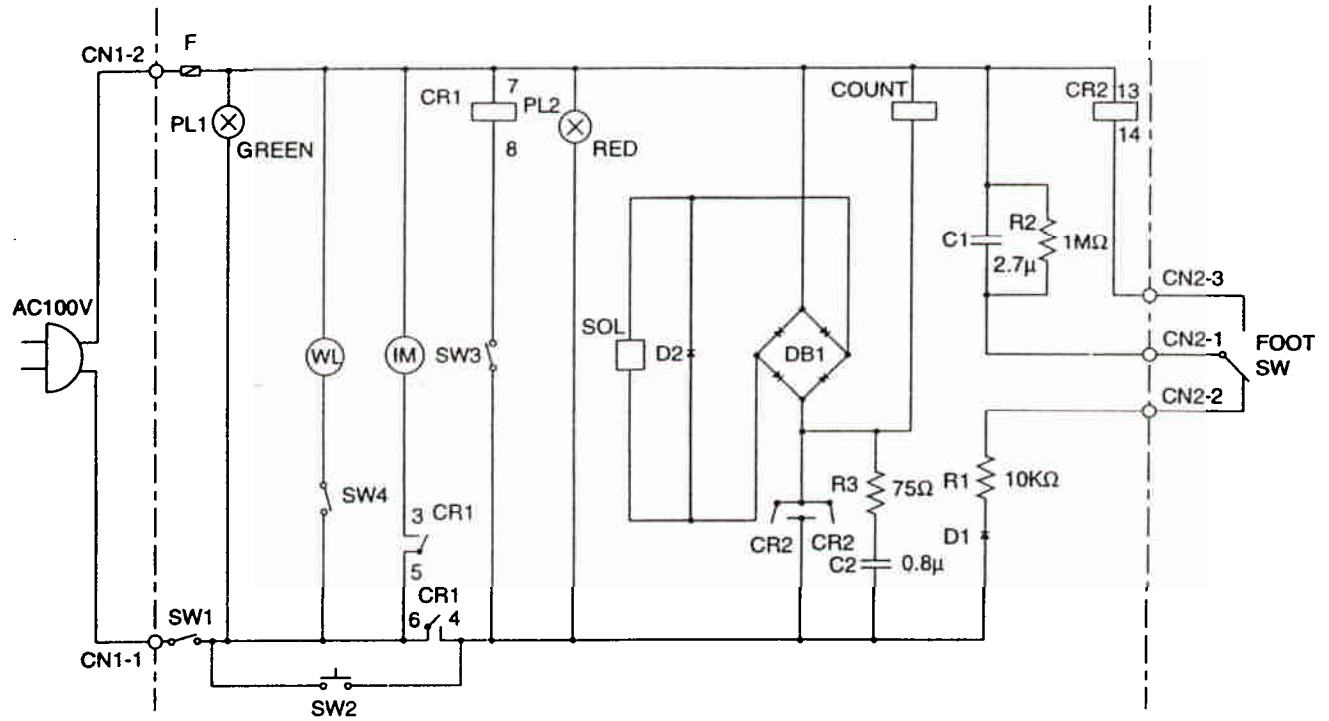 CN1-2
F
PL1
GREEN
CR1
7
8
PL2
RED
COUNT
CR2
13
14
C1
2.7μ
R2
1MΩ
CN2-3
CN2-1
CN2-2
FOOT
SW
AC100V
WL
IM
SW3
SOL
D2
DB1
SW4
3
CR1
5
R3
75Ω
R1
10KΩ
CR2
CR2
C2
0.8μ
D1
SW1
CR1
6
4
CN1-1
SW2